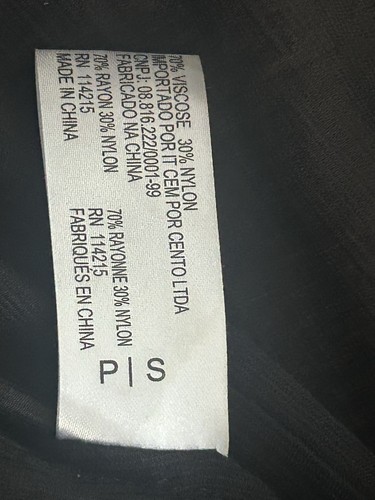 70% VISCOSE 30% NYLON
IMPORTADO POR IT CEM POR CENTO LTDA
CNPJ: 08.816.222/0001-99
FABRICADO NA CHINA
70% RAYON 30% NYLON
RN 114215
MADE IN CHINA
70% RAYONNE 30% NYLON
RN 114215
FABRIQUÉS EN CHINA
P | S